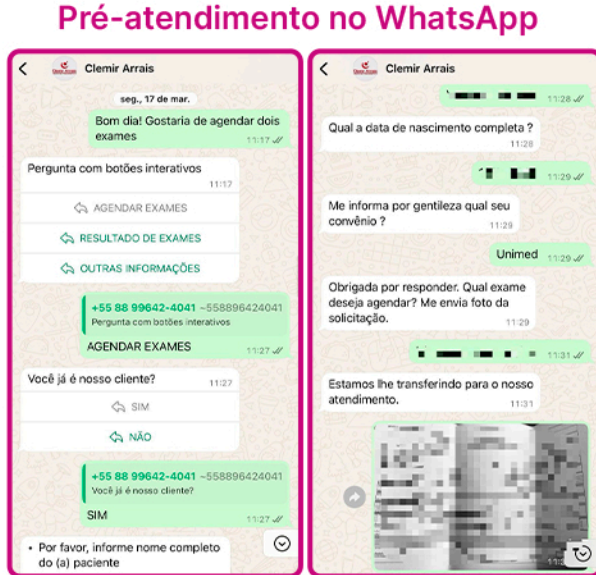 Pré-atendimento no WhatsApp
Clemir Arrais
seg., 17 de mar.
Bom dia! Gostaria de agendar dois
exames
11:17
Pergunta com botões interativos
11:17
AGENDAR EXAMES
RESULTADO DE EXAMES
OUTRAS INFORMAÇÕES
+55 88 99642-4041 ~558896424041
Pergunta com botões interativos
AGENDAR EXAMES
11:27
Você já é nosso cliente?
11:27
SIM
NÃO
+55 88 99642-4041 ~558896424041
Você já é nosso cliente?
SIM
11:27
• Por favor, informe nome completo
do (a) paciente
Clemir Arrais
11:28
Qual a data de nascimento completa ?
11:28
11:29
Me informa por gentileza qual seu
convênio ?
11:29
Unimed 11:29
Obrigada por responder. Qual exame
deseja agendar? Me envia foto da
solicitação.
11:29
11:31
Estamos lhe transferindo para o nosso
atendimento.
11:31